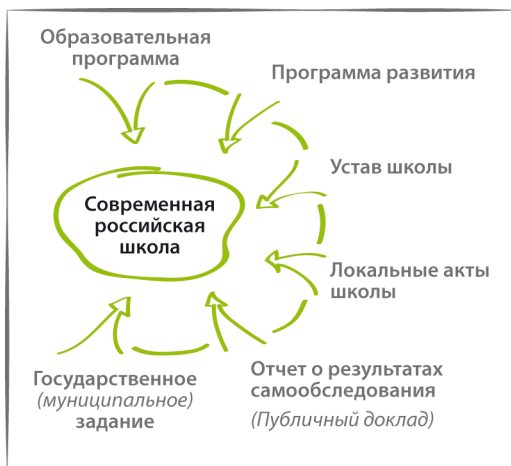 Образовательная
программа
Программа развития
Устав школы
Современная
российская
школа
Локальные акты
школы
Государственное
(муниципальное)
задание
Отчет о результатах
самообследования
(Публичный доклад)